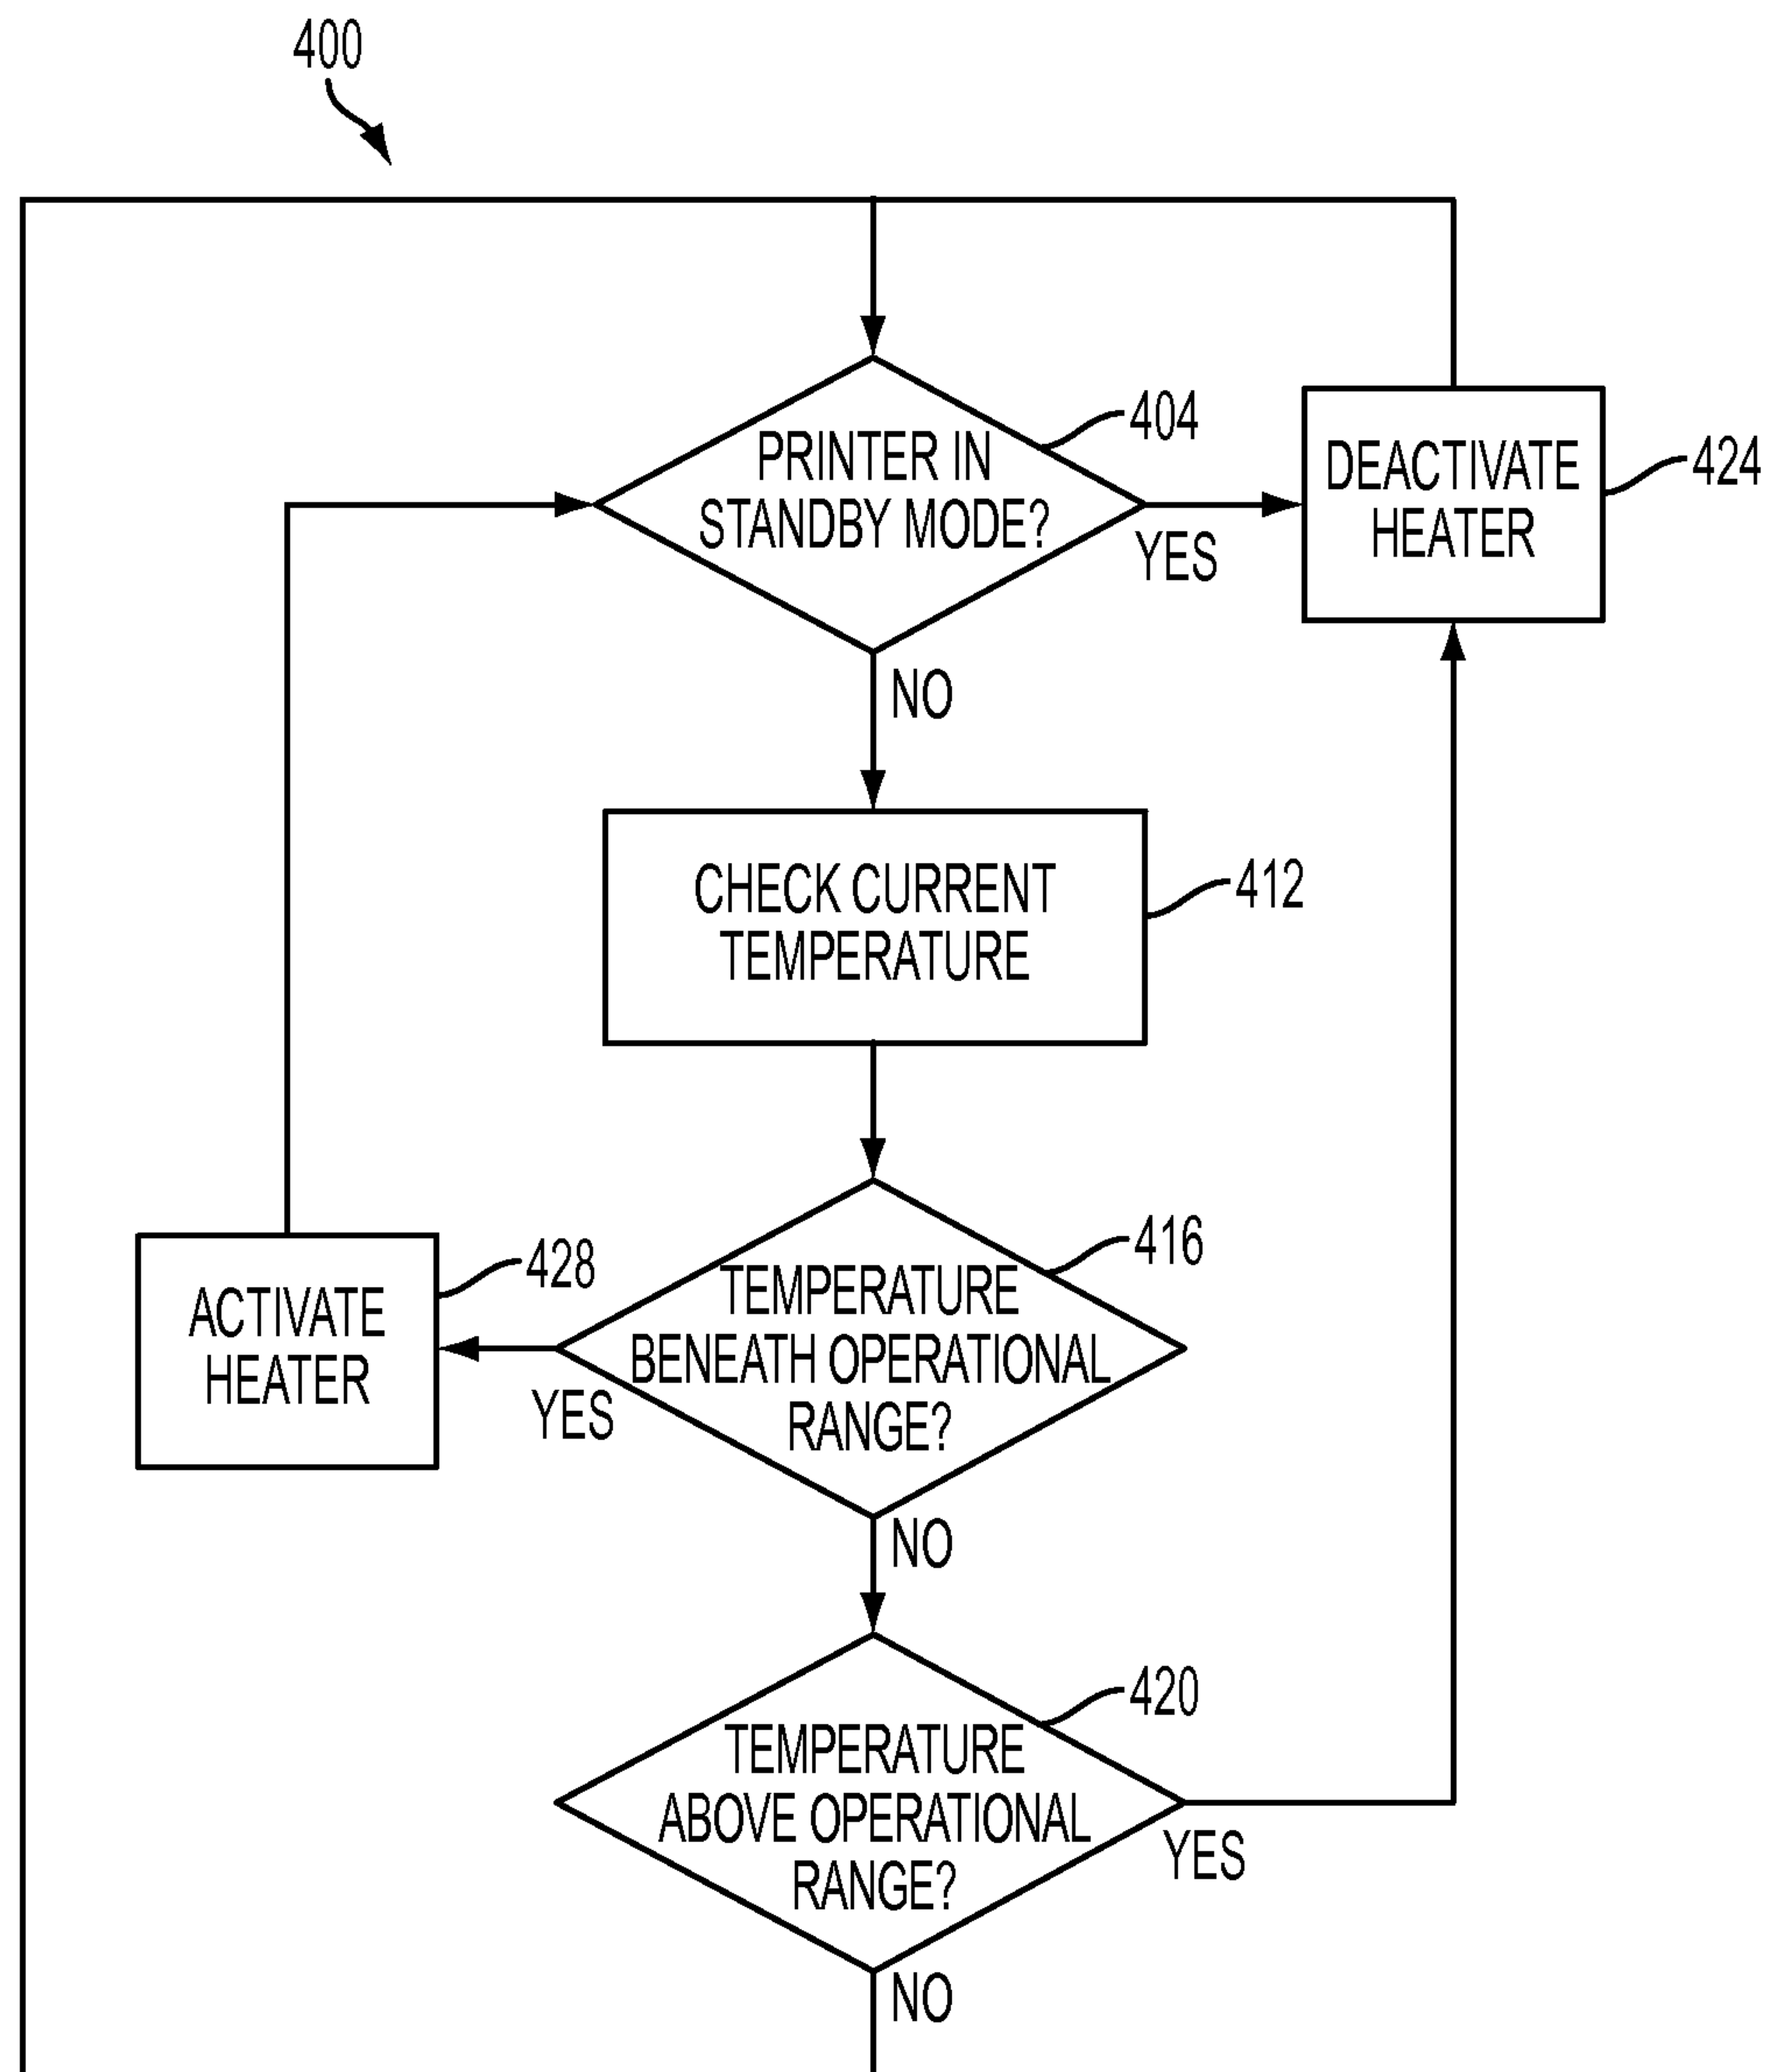 400
PRINTER IN
STANDBY MODE?
404
YES
NO
DEACTIVATE
HEATER
424
CHECK CURRENT
TEMPERATURE
412
TEMPERATURE
BENEATH OPERATIONAL
RANGE?
416
YES
NO
ACTIVATE
HEATER
428
TEMPERATURE
ABOVE OPERATIONAL
RANGE?
420
YES
NO